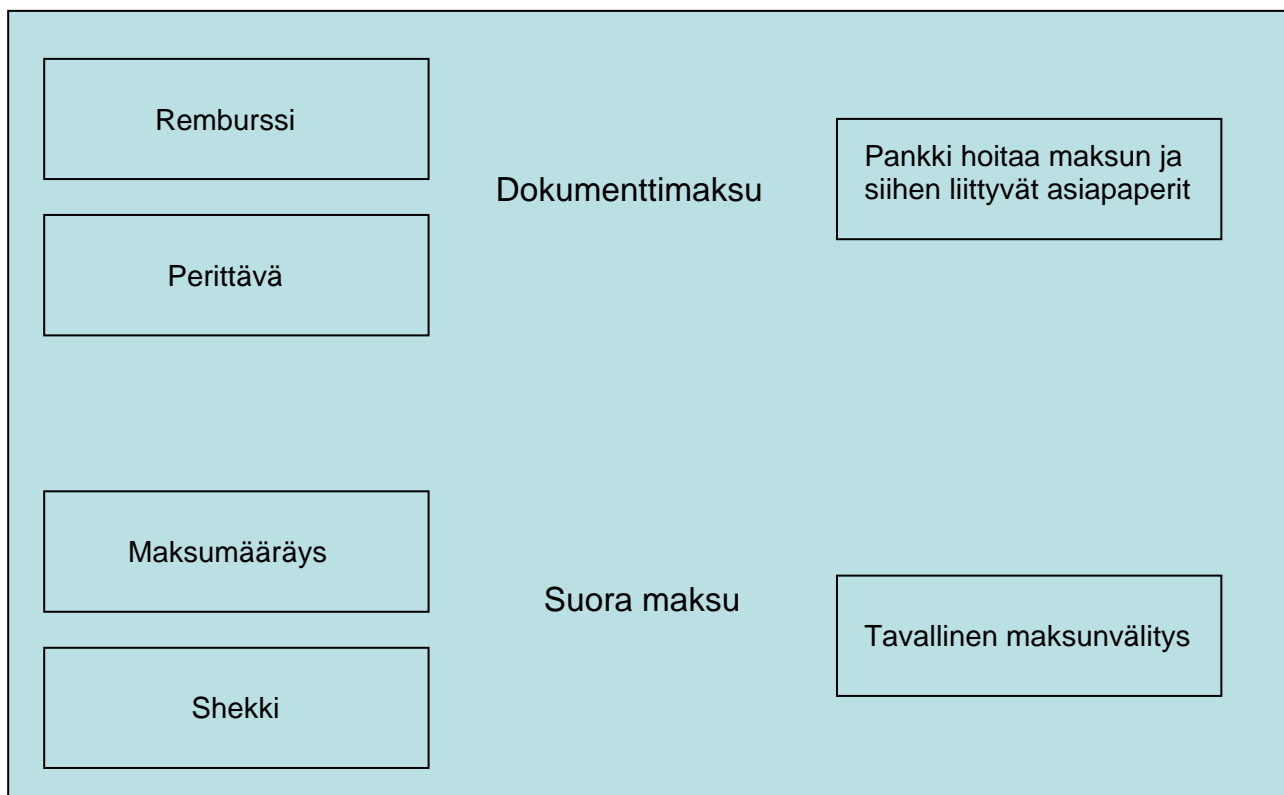 Remburssi
Perittävä
Dokumenttimaksu
Pankki hoitaa maksun ja
siihen liittyvät asiapaperit
Maksumääräys
Shekki
Suora maksu
Tavallinen maksunvälitys